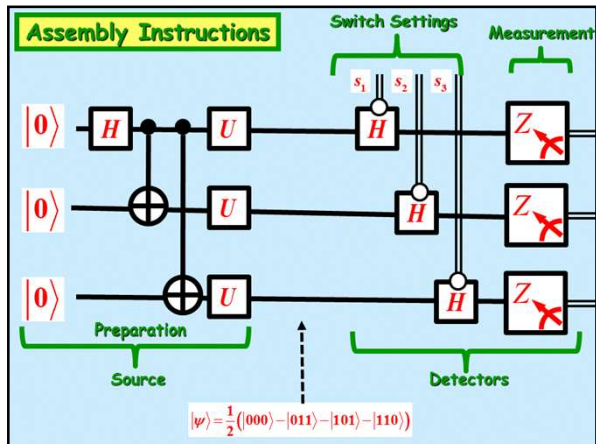 Assembly Instructions
Switch Settings
Measurement
s₁ s₂ s₃
|0⟩ H U H Z
|0⟩ U H Z
|0⟩ U H Z
Preparation
Source
Detectors
|ψ⟩=1/2(|000⟩−|011⟩−|101⟩−|110⟩)